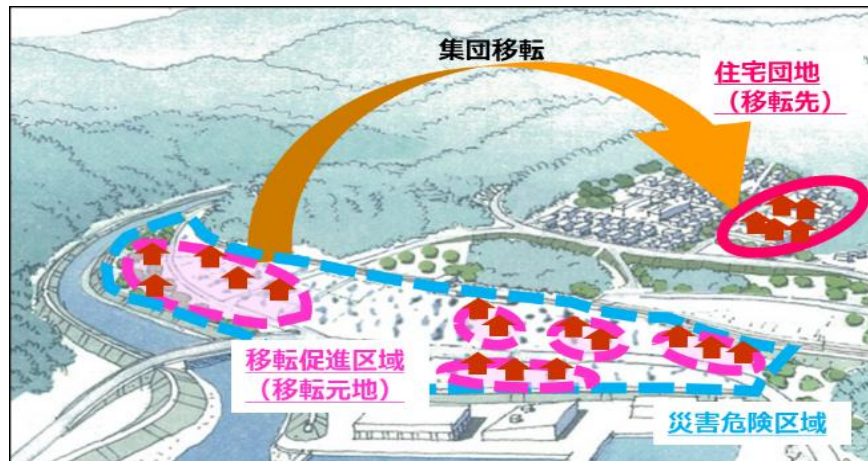 集団移転
住宅団地
（移転先）
移転促進区域
（移転元地）
災害危険区域